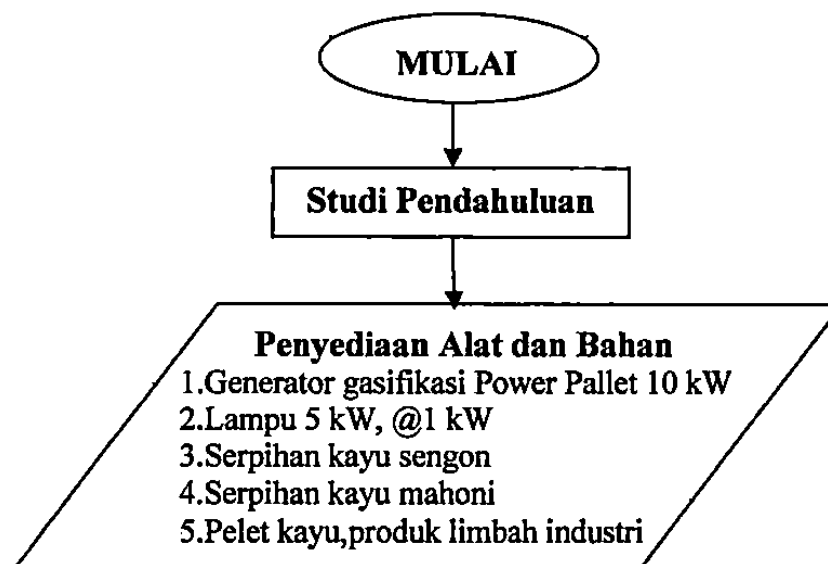 MULAI
Studi Pendahuluan
Penyediaan Alat dan Bahan
1.Generator gasifikasi Power Pallet 10 kW
2.Lampu 5 kW, @1 kW
3.Serpihan kayu sengon
4.Serpihan kayu mahoni
5.Pelet kayu,produk limbah industri